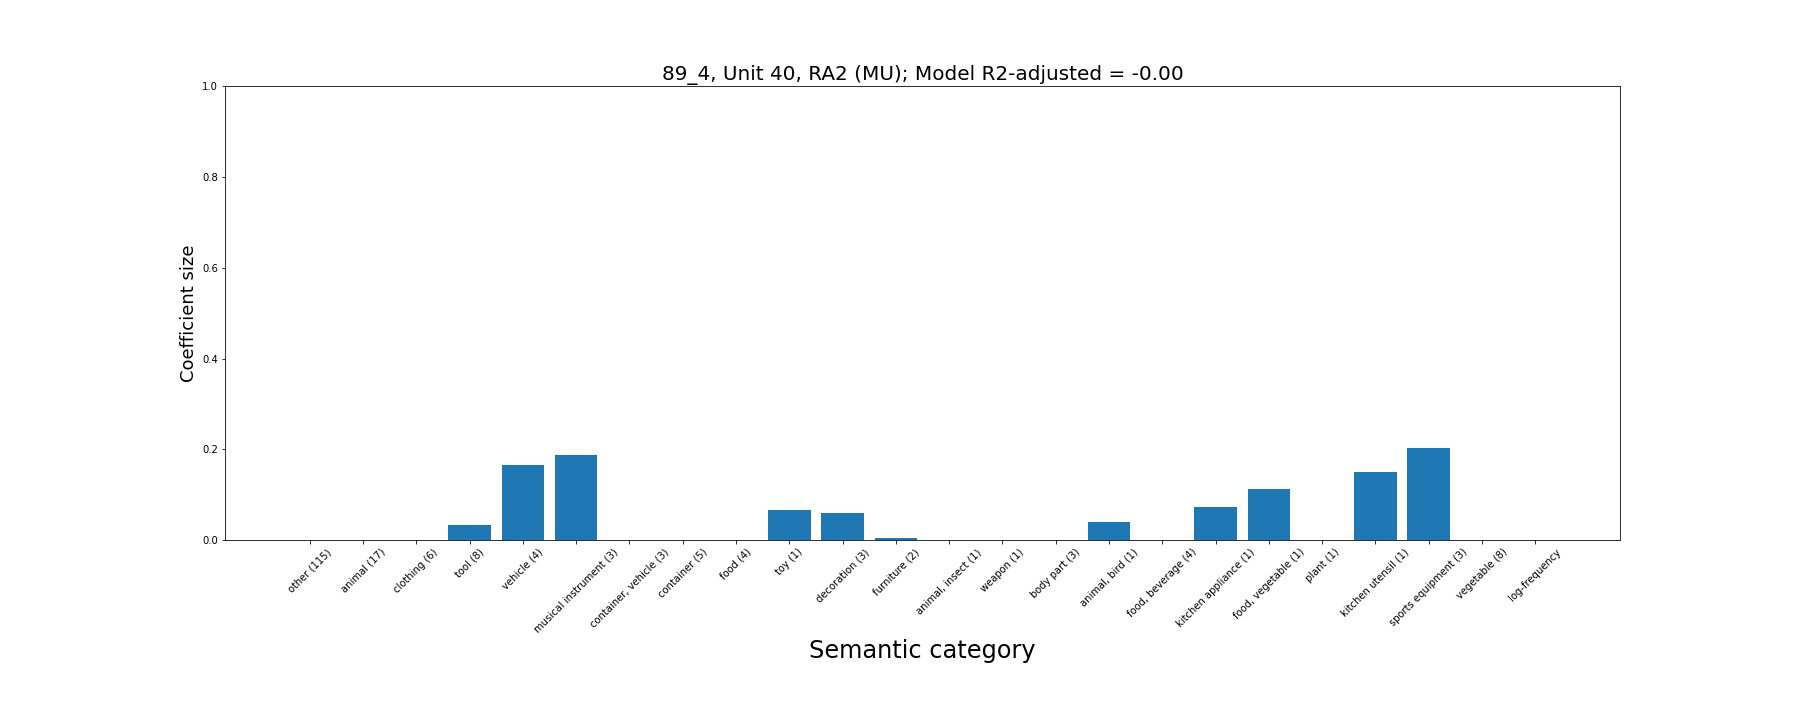 89_4, Unit 40, RA2 (MU); Model R2-adjusted = -0.00
1.0
0.8
0.6
0.4
0.2
0.0
Coefficient size
other (115)
animal (17)
clothing (6)
tool (8)
vehicle (4)
musical instrument (3)
container, vehicle (3)
container (5)
food (4)
toy (1)
decoration (3)
furniture (2)
animal, insect (1)
weapon (1)
body part (3)
animal, bird (1)
food, beverage (4)
kitchen appliance (1)
food, vegetable (1)
plant (1)
kitchen utensil (1)
sports equipment (3)
vegetable (8)
log-frequency
Semantic category